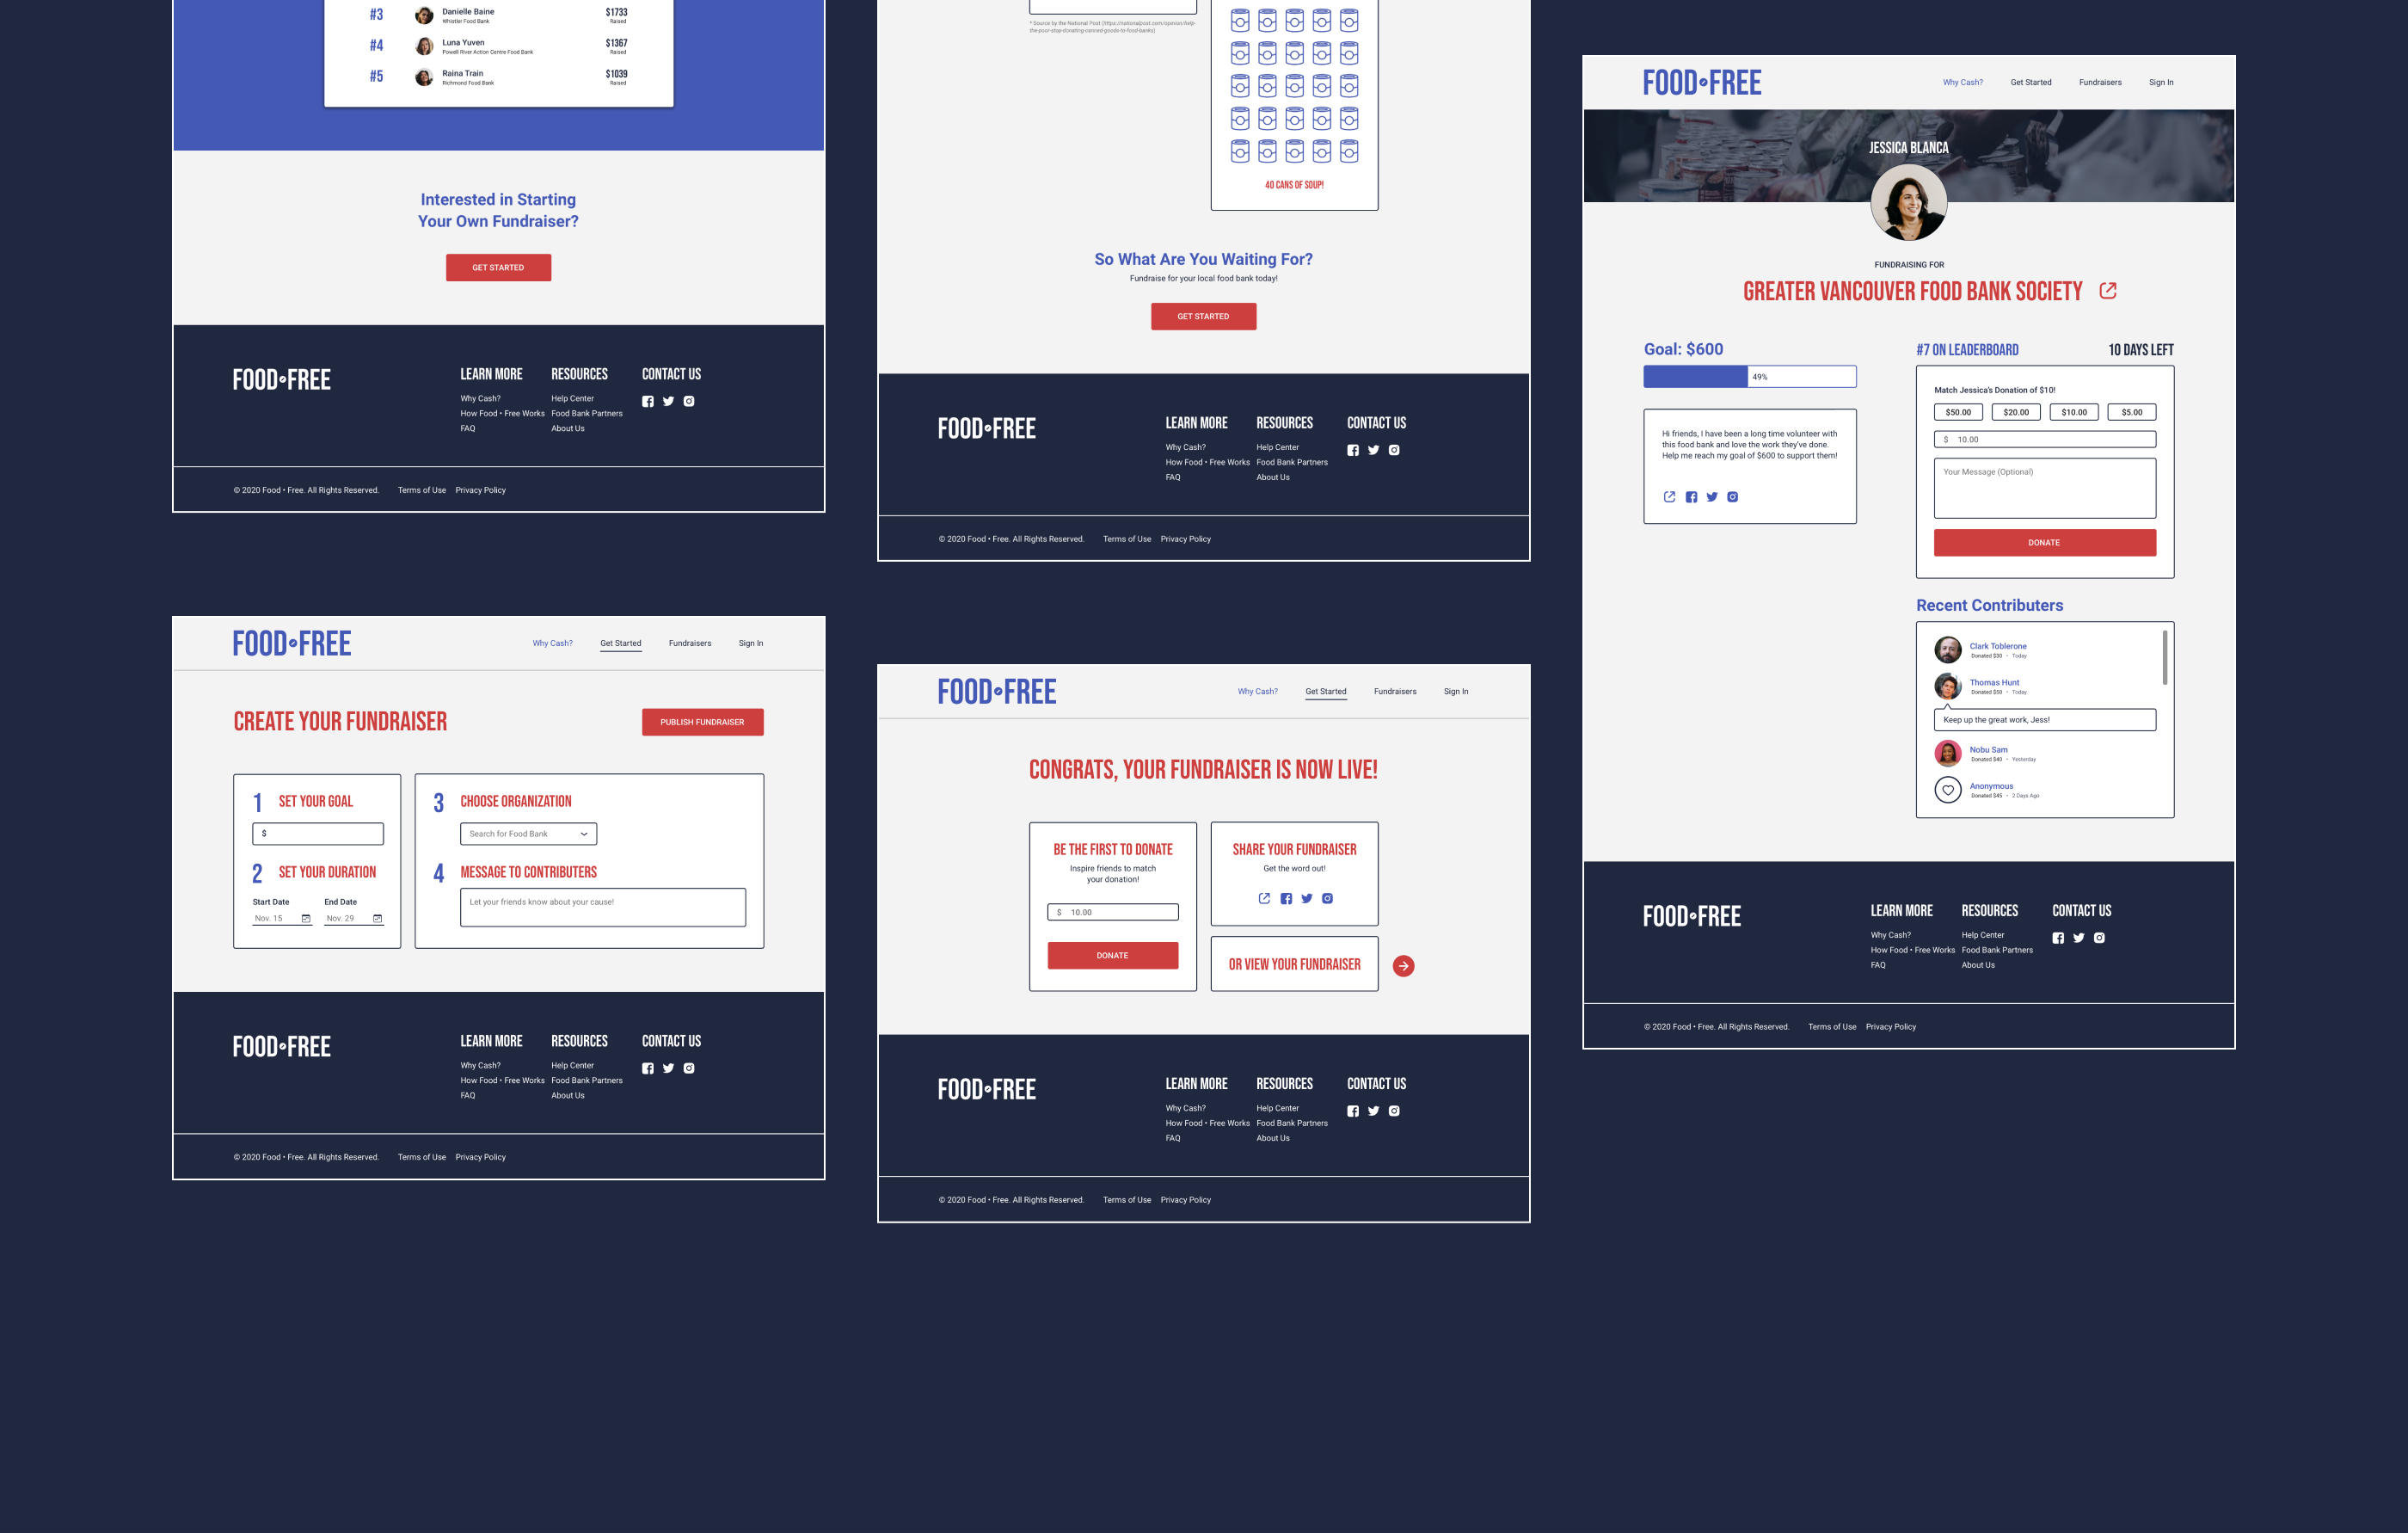 #3 Danielle Baine $1733
Whistler Food Bank Raised
#4 Luna Yuven $1367
Powell River Action Centre Food Bank Raised
#5 Raina Train $1039
Richmond Food Bank Raised
Interested in Starting
Your Own Fundraiser?
GET STARTED
FOOD•FREE
LEARN MORE
Why Cash?
How Food • Free Works
FAQ
RESOURCES
Help Center
Food Bank Partners
About Us
CONTACT US
© 2020 Food • Free. All Rights Reserved. Terms of Use Privacy Policy
* Source by the National Post (https://nationalpost.com/opinion/help-
the-poor-stop-donating-canned-goods-to-food-banks)
40 CANS OF SOUP!
So What Are You Waiting For?
Fundraise for your local food bank today!
GET STARTED
FOOD•FREE
LEARN MORE
Why Cash?
How Food • Free Works
FAQ
RESOURCES
Help Center
Food Bank Partners
About Us
CONTACT US
© 2020 Food • Free. All Rights Reserved. Terms of Use Privacy Policy
FOOD•FREE
Why Cash? Get Started Fundraisers Sign In
JESSICA BLANCA
FUNDRAISING FOR
GREATER VANCOUVER FOOD BANK SOCIETY
Goal: $600
49%
Hi friends, I have been a long time volunteer with
this food bank and love the work they've done.
Help me reach my goal of $600 to support them!
#7 ON LEADERBOARD 10 DAYS LEFT
Match Jessica's Donation of $10!
$50.00 $20.00 $10.00 $5.00
$ 10.00
Your Message (Optional)
DONATE
Recent Contributers
Clark Toblerone
Donated $30 • Today
Thomas Hunt
Donated $50 • Today
Keep up the great work, Jess!
Nobu Sam
Donated $40 • Yesterday
Anonymous
Donated $45 • 2 Days Ago
FOOD•FREE
LEARN MORE
Why Cash?
How Food • Free Works
FAQ
RESOURCES
Help Center
Food Bank Partners
About Us
CONTACT US
© 2020 Food • Free. All Rights Reserved. Terms of Use Privacy Policy
FOOD•FREE
Why Cash? Get Started Fundraisers Sign In
CREATE YOUR FUNDRAISER
PUBLISH FUNDRAISER
1 SET YOUR GOAL
$
2 SET YOUR DURATION
Start Date End Date
Nov. 15 Nov. 29
3 CHOOSE ORGANIZATION
Search for Food Bank
4 MESSAGE TO CONTRIBUTERS
Let your friends know about your cause!
FOOD•FREE
LEARN MORE
Why Cash?
How Food • Free Works
FAQ
RESOURCES
Help Center
Food Bank Partners
About Us
CONTACT US
© 2020 Food • Free. All Rights Reserved. Terms of Use Privacy Policy
FOOD•FREE
Why Cash? Get Started Fundraisers Sign In
CONGRATS, YOUR FUNDRAISER IS NOW LIVE!
BE THE FIRST TO DONATE
Inspire friends to match
your donation!
$ 10.00
DONATE
SHARE YOUR FUNDRAISER
Get the word out!
OR VIEW YOUR FUNDRAISER
FOOD•FREE
LEARN MORE
Why Cash?
How Food • Free Works
FAQ
RESOURCES
Help Center
Food Bank Partners
About Us
CONTACT US
© 2020 Food • Free. All Rights Reserved. Terms of Use Privacy Policy